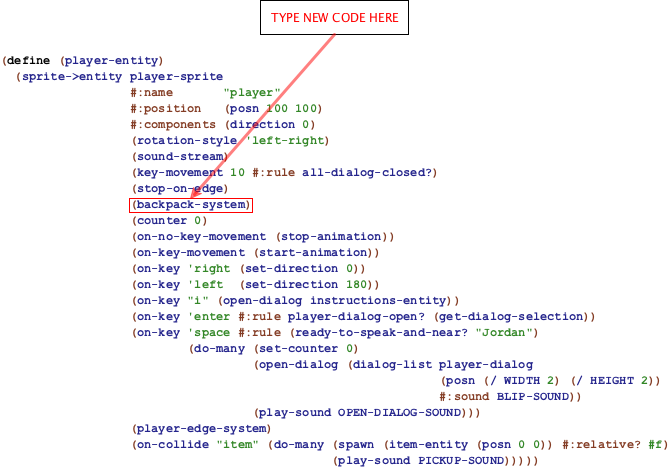 TYPE NEW CODE HERE
(define (player-entity)
  (sprite->entity player-sprite
                  #:name       "player"
                  #:position   (posn 100 100)
                  #:components (direction 0)
                  (rotation-style 'left-right)
                  (sound-stream)
                  (key-movement 10 #:rule all-dialog-closed?)
                  (stop-on-edge)
                  (backpack-system)
                  (counter 0)
                  (on-no-key-movement (stop-animation))
                  (on-key-movement (start-animation))
                  (on-key 'right (set-direction 0))
                  (on-key 'left  (set-direction 180))
                  (on-key "i" (open-dialog instructions-entity))
                  (on-key 'enter #:rule player-dialog-open? (get-dialog-selection))
                  (on-key 'space #:rule (ready-to-speak-and-near? "Jordan")
                          (do-many (set-counter 0)
                                   (open-dialog (dialog-list player-dialog
                                                             (posn (/ WIDTH 2) (/ HEIGHT 2))
                                                             #:sound BLIP-SOUND))
                                   (play-sound OPEN-DIALOG-SOUND)))
                  (player-edge-system)
                  (on-collide "item" (do-many (spawn (item-entity (posn 0 0)) #:relative? #f)
                                              (play-sound PICKUP-SOUND)))))